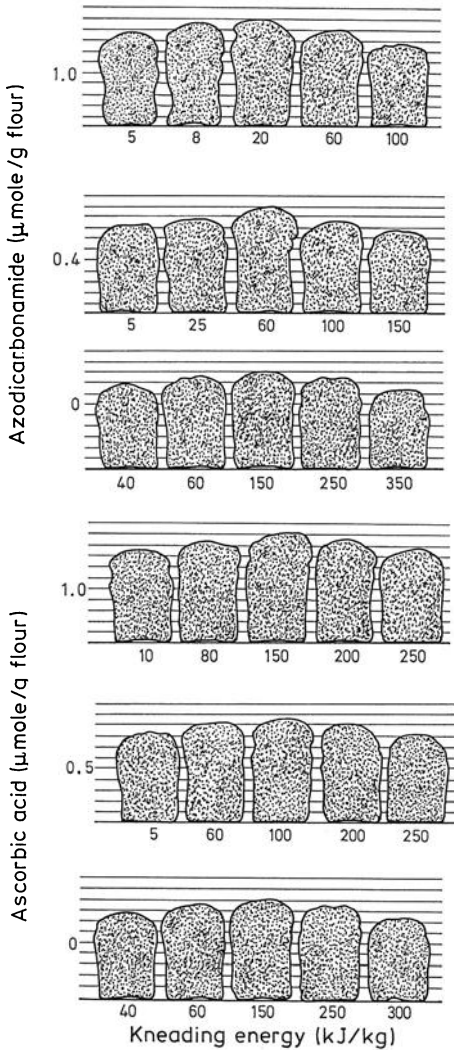 Azodicarbonamide (μmole/g flour)
1.0
5 8 20 60 100
0.4
5 25 60 100 150
0
40 60 150 250 350
Ascorbic acid (μmole/g flour)
1.0
10 80 150 200 250
0.5
5 60 100 200 250
0
40 60 150 250 300
Kneading energy (kJ/kg)